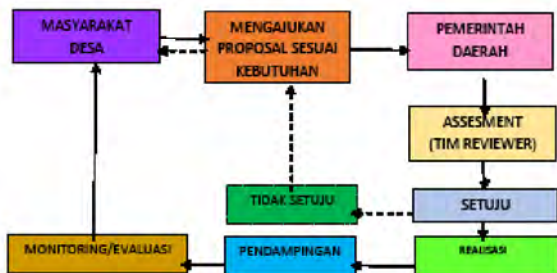 MASYARAKAT
DESA
MENGAJUKAN
PROPOSAL SESUAI
KEBUTUHAN
PEMERINTAH
DAERAH
ASSESMENT
(TIM REVIEWER)
TIDAK SETUJU
SETUJU
MONITORING/EVALUASI
PENDAMPINGAN
REALISASI